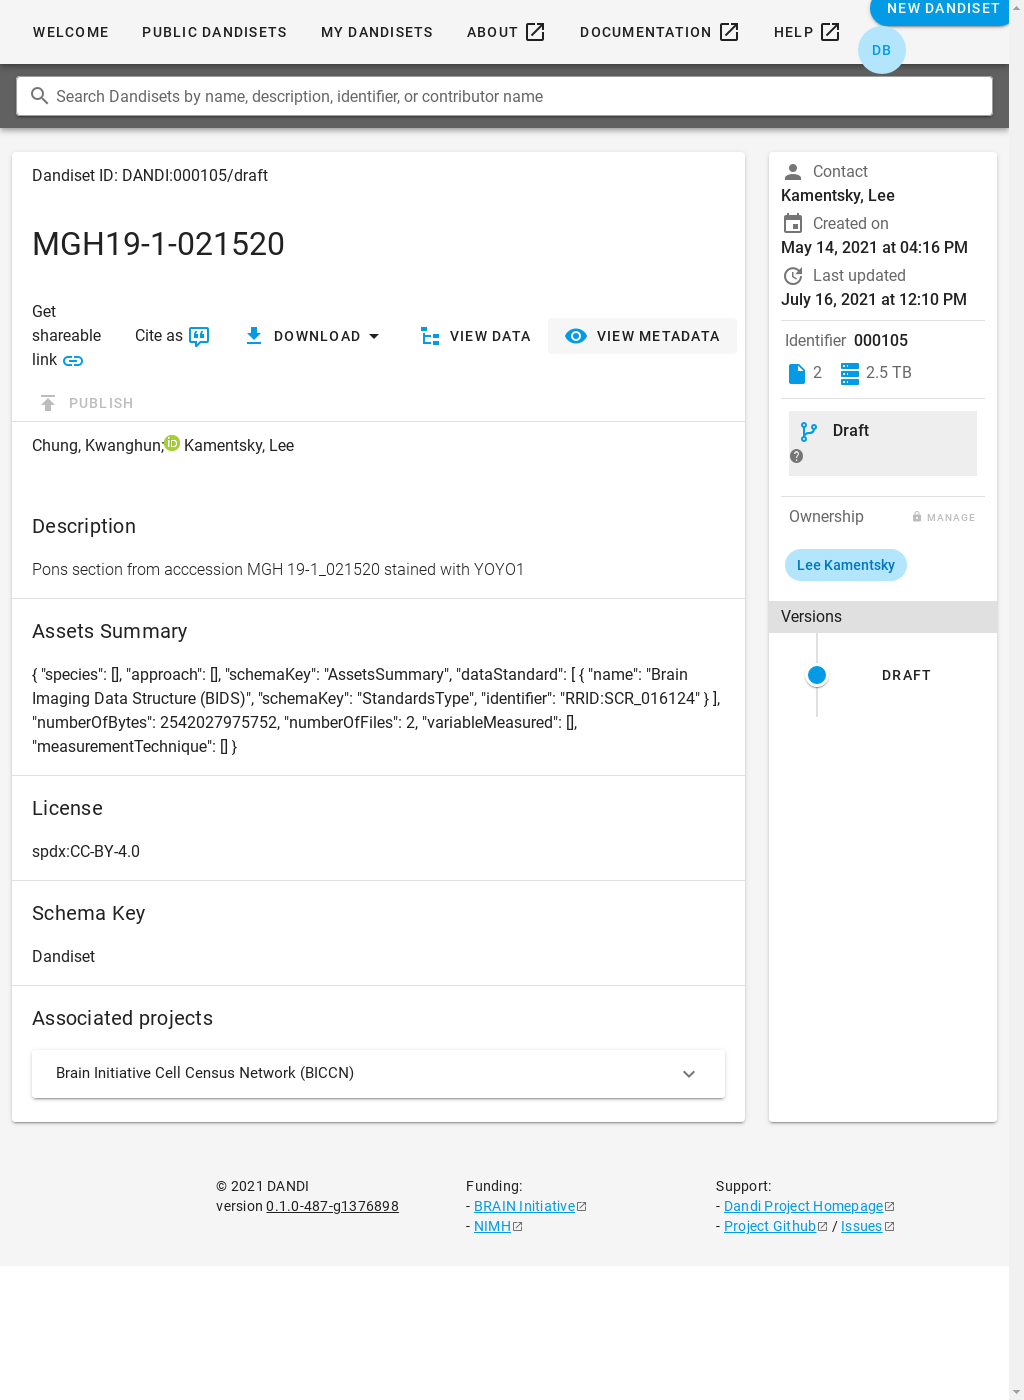 WELCOME
PUBLIC DANDISETS
MY DANDISETS
ABOUT
DOCUMENTATION
HELP
NEW DANDISET
DB
Search Dandisets by name, description, identifier, or contributor name
Dandiset ID: DANDI:000105/draft
MGH19-1-021520
Get
shareable
link
Cite as
DOWNLOAD
VIEW DATA
VIEW METADATA
PUBLISH
Chung, Kwanghun; iD Kamentsky, Lee
Description
Pons section from acccession MGH 19-1_021520 stained with YOYO1
Assets Summary
{ "species": [], "approach": [], "schemaKey": "AssetsSummary", "dataStandard": [ { "name": "Brain
Imaging Data Structure (BIDS)", "schemaKey": "StandardsType", "identifier": "RRID:SCR_016124" } ],
"numberOfBytes": 2542027975752, "numberOfFiles": 2, "variableMeasured": [],
"measurementTechnique": [] }
License
spdx:CC-BY-4.0
Schema Key
Dandiset
Associated projects
Brain Initiative Cell Census Network (BICCN)
Contact
Kamentsky, Lee
Created on
May 14, 2021 at 04:16 PM
Last updated
July 16, 2021 at 12:10 PM
Identifier 000105
2
2.5 TB
Draft
Ownership
MANAGE
Lee Kamentsky
Versions
DRAFT
© 2021 DANDI
version 0.1.0-487-g1376898
Funding:
- BRAIN Initiative
- NIMH
Support:
- Dandi Project Homepage
- Project Github / Issues